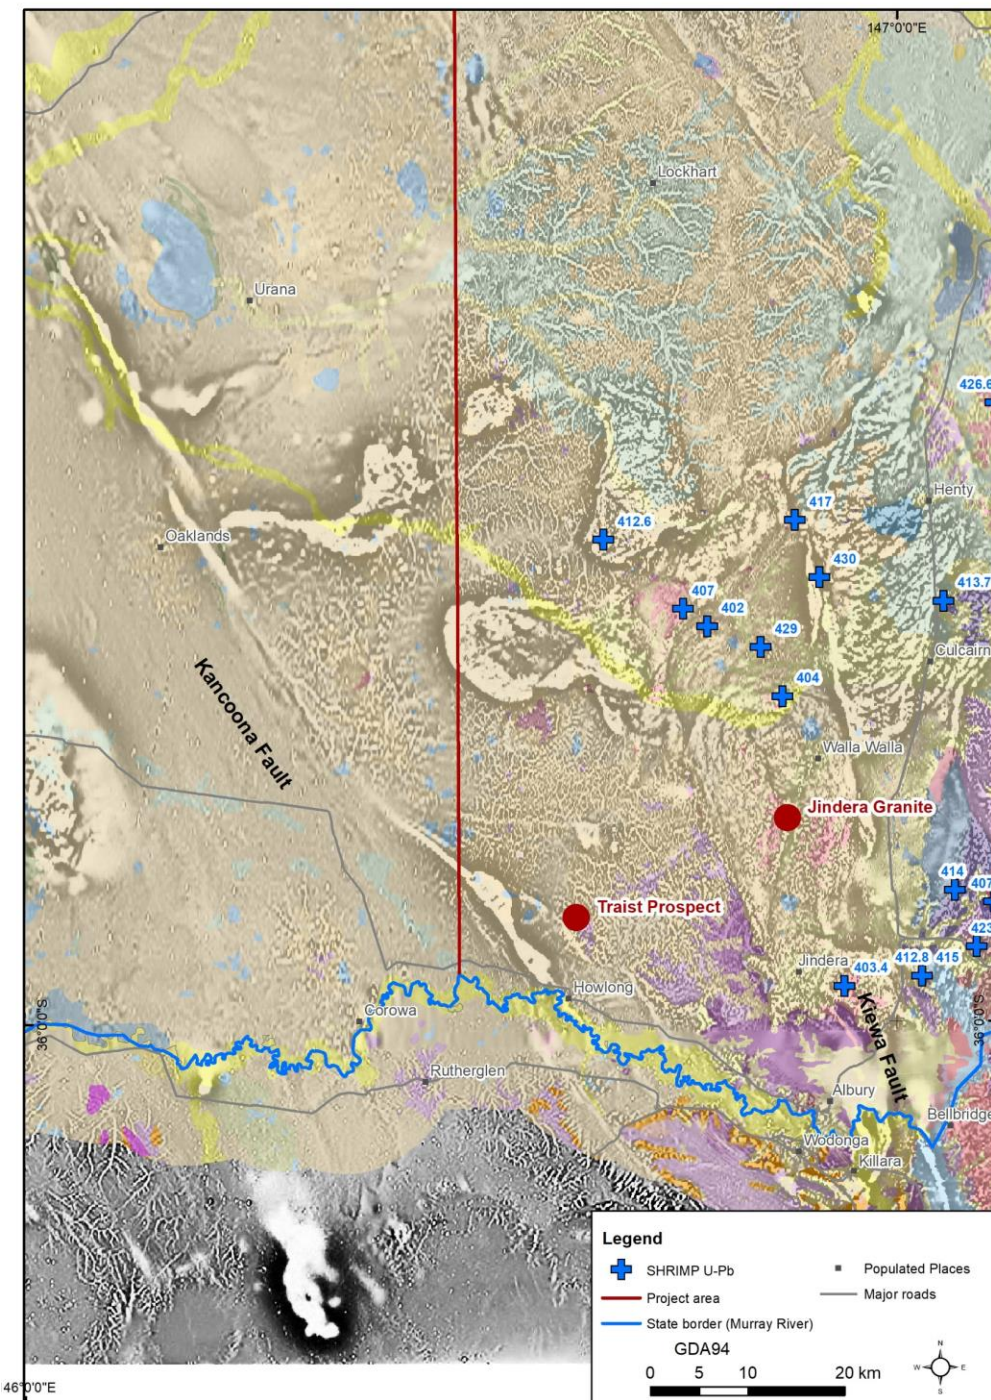 147°0'0"E
Lockhart
Urana
426.6
Henty
417
412.6
Oaklands
430
413.7
407
402
429
Culcairn
404
Kancoona Fault
Walla Walla
Jindera Granite
414
407
Traist Prospect
423
412.8
415
Jindera
403.4
Howlong
Kiewa Fault
36°0'0"S
36°0'0"S
Corowa
Rutherglen
Albury
Bellbridge
Wodonga
Killara
Legend
SHRIMP U-Pb
Populated Places
Project area
Major roads
State border (Murray River)
GDA94
0 5 10 20 km
N
W
E
S
46°0'0"E